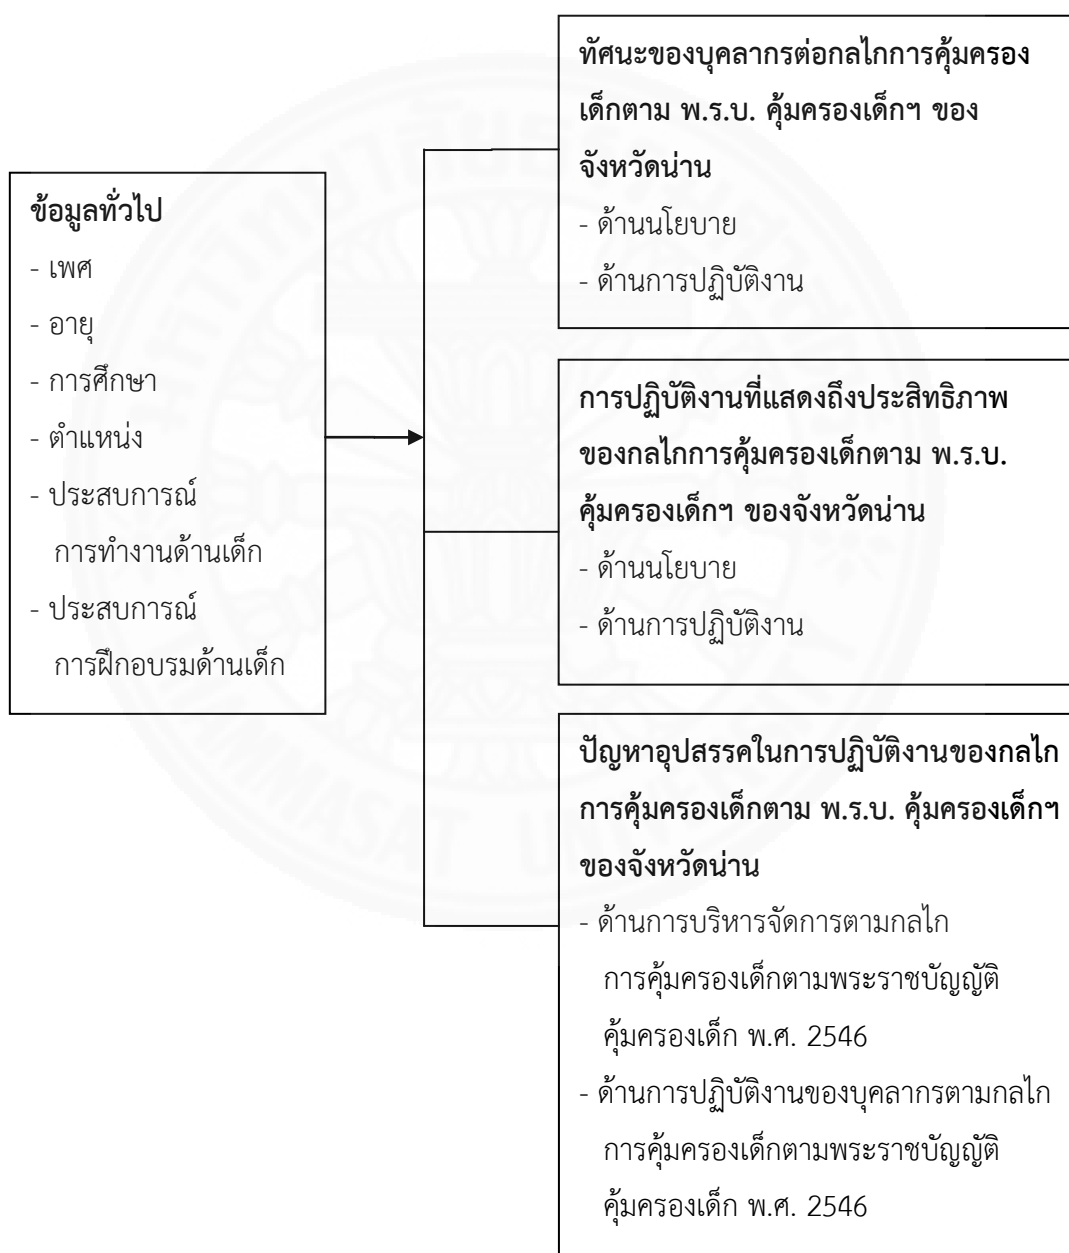 ข้อมูลทั่วไป
- เพศ
- อายุ
- การศึกษา
- ตำแหน่ง
- ประสบการณ์
การทำงานด้านเด็ก
- ประสบการณ์
การฝึกอบรมด้านเด็ก
ทัศนะของบุคลากรต่อกลไกการคุ้มครอง
เด็กตาม พ.ร.บ. คุ้มครองเด็กฯ ของ
จังหวัดน่าน
- ด้านนโยบาย
- ด้านการปฏิบัติงาน
การปฏิบัติงานที่แสดงถึงประสิทธิภาพ
ของกลไกการคุ้มครองเด็กตาม พ.ร.บ.
คุ้มครองเด็กฯ ของจังหวัดน่าน
- ด้านนโยบาย
- ด้านการปฏิบัติงาน
ปัญหาอุปสรรคในการปฏิบัติงานของกลไก
การคุ้มครองเด็กตาม พ.ร.บ. คุ้มครองเด็กฯ
ของจังหวัดน่าน
- ด้านการบริหารจัดการตามกลไก
การคุ้มครองเด็กตามพระราชบัญญัติ
คุ้มครองเด็ก พ.ศ. 2546
- ด้านการปฏิบัติงานของบุคลากรตามกลไก
การคุ้มครองเด็กตามพระราชบัญญัติ
คุ้มครองเด็ก พ.ศ. 2546
THAMMASAT UNIVERSITY